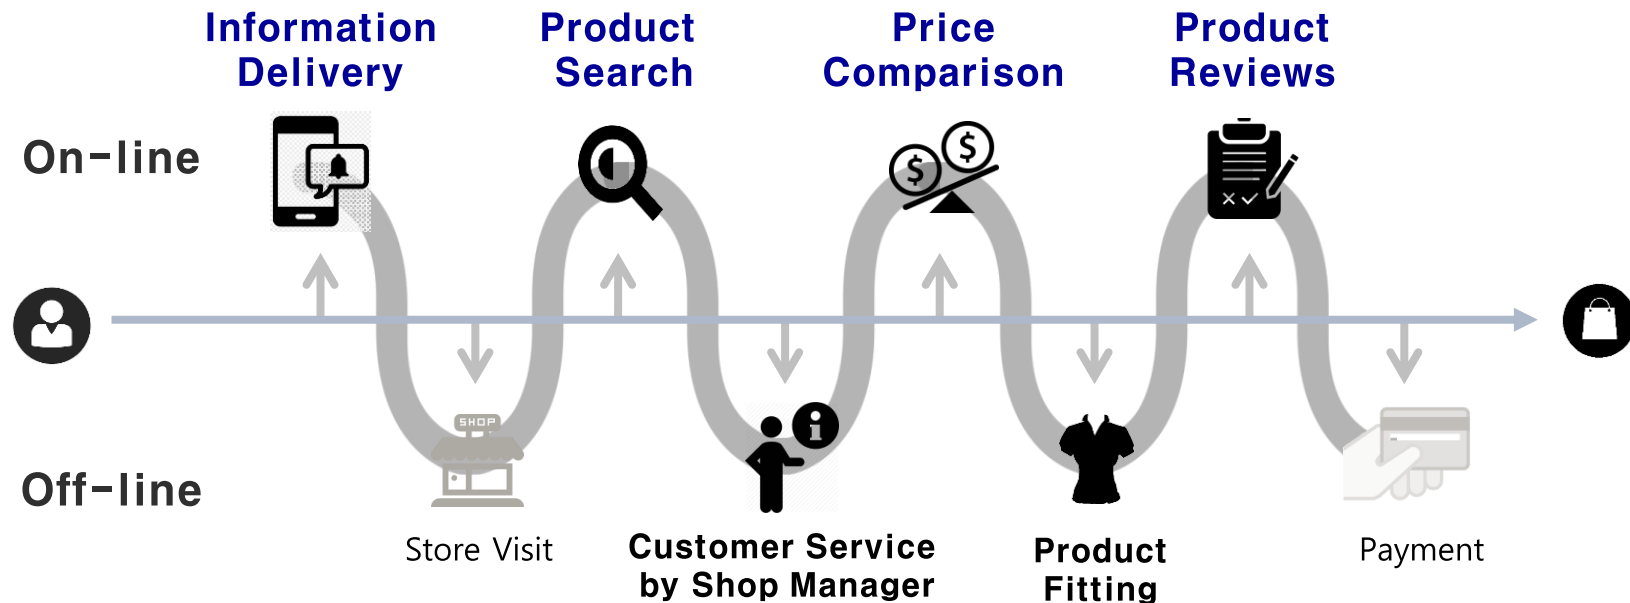 Information
Delivery
Product
Search
Price
Comparison
Product
Reviews
On-line
$
$
SHOP
i
Off-line
Store Visit
Customer Service
by Shop Manager
Product
Fitting
Payment